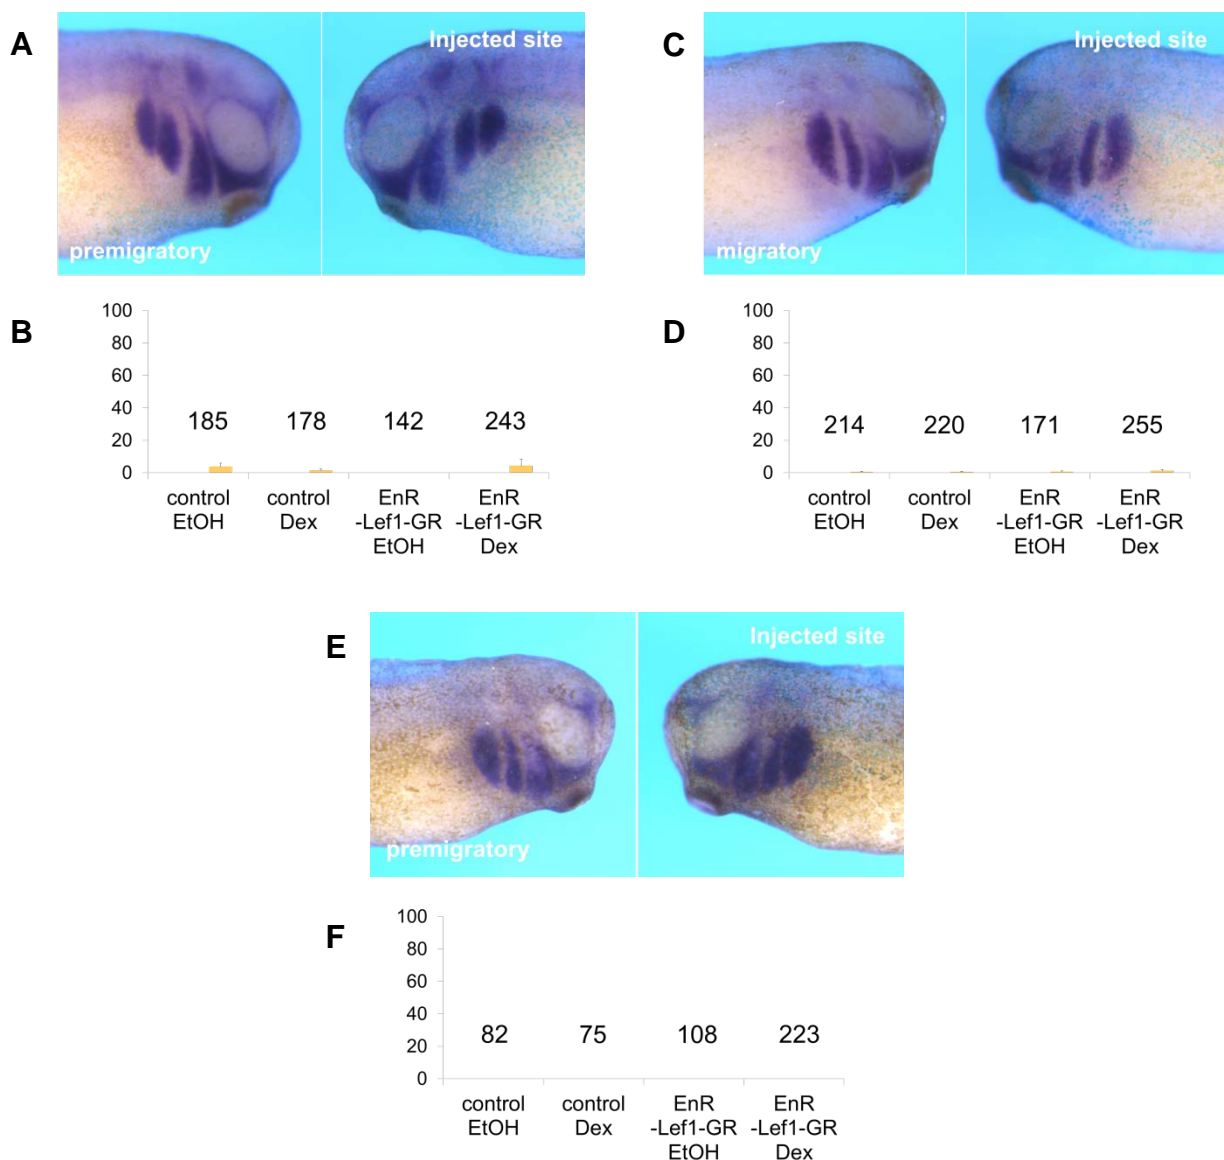 A
Injected site
premigratory
C
Injected site
migratory
B
100
80
60
40
20
0
185
178
142
243
control
EtOH
control
Dex
EnR
-Lef1-GR
EtOH
EnR
-Lef1-GR
Dex
D
100
80
60
40
20
0
214
220
171
255
control
EtOH
control
Dex
EnR
-Lef1-GR
EtOH
EnR
-Lef1-GR
Dex
E
Injected site
premigratory
F
100
80
60
40
20
0
82
75
108
223
control
EtOH
control
Dex
EnR
-Lef1-GR
EtOH
EnR
-Lef1-GR
Dex